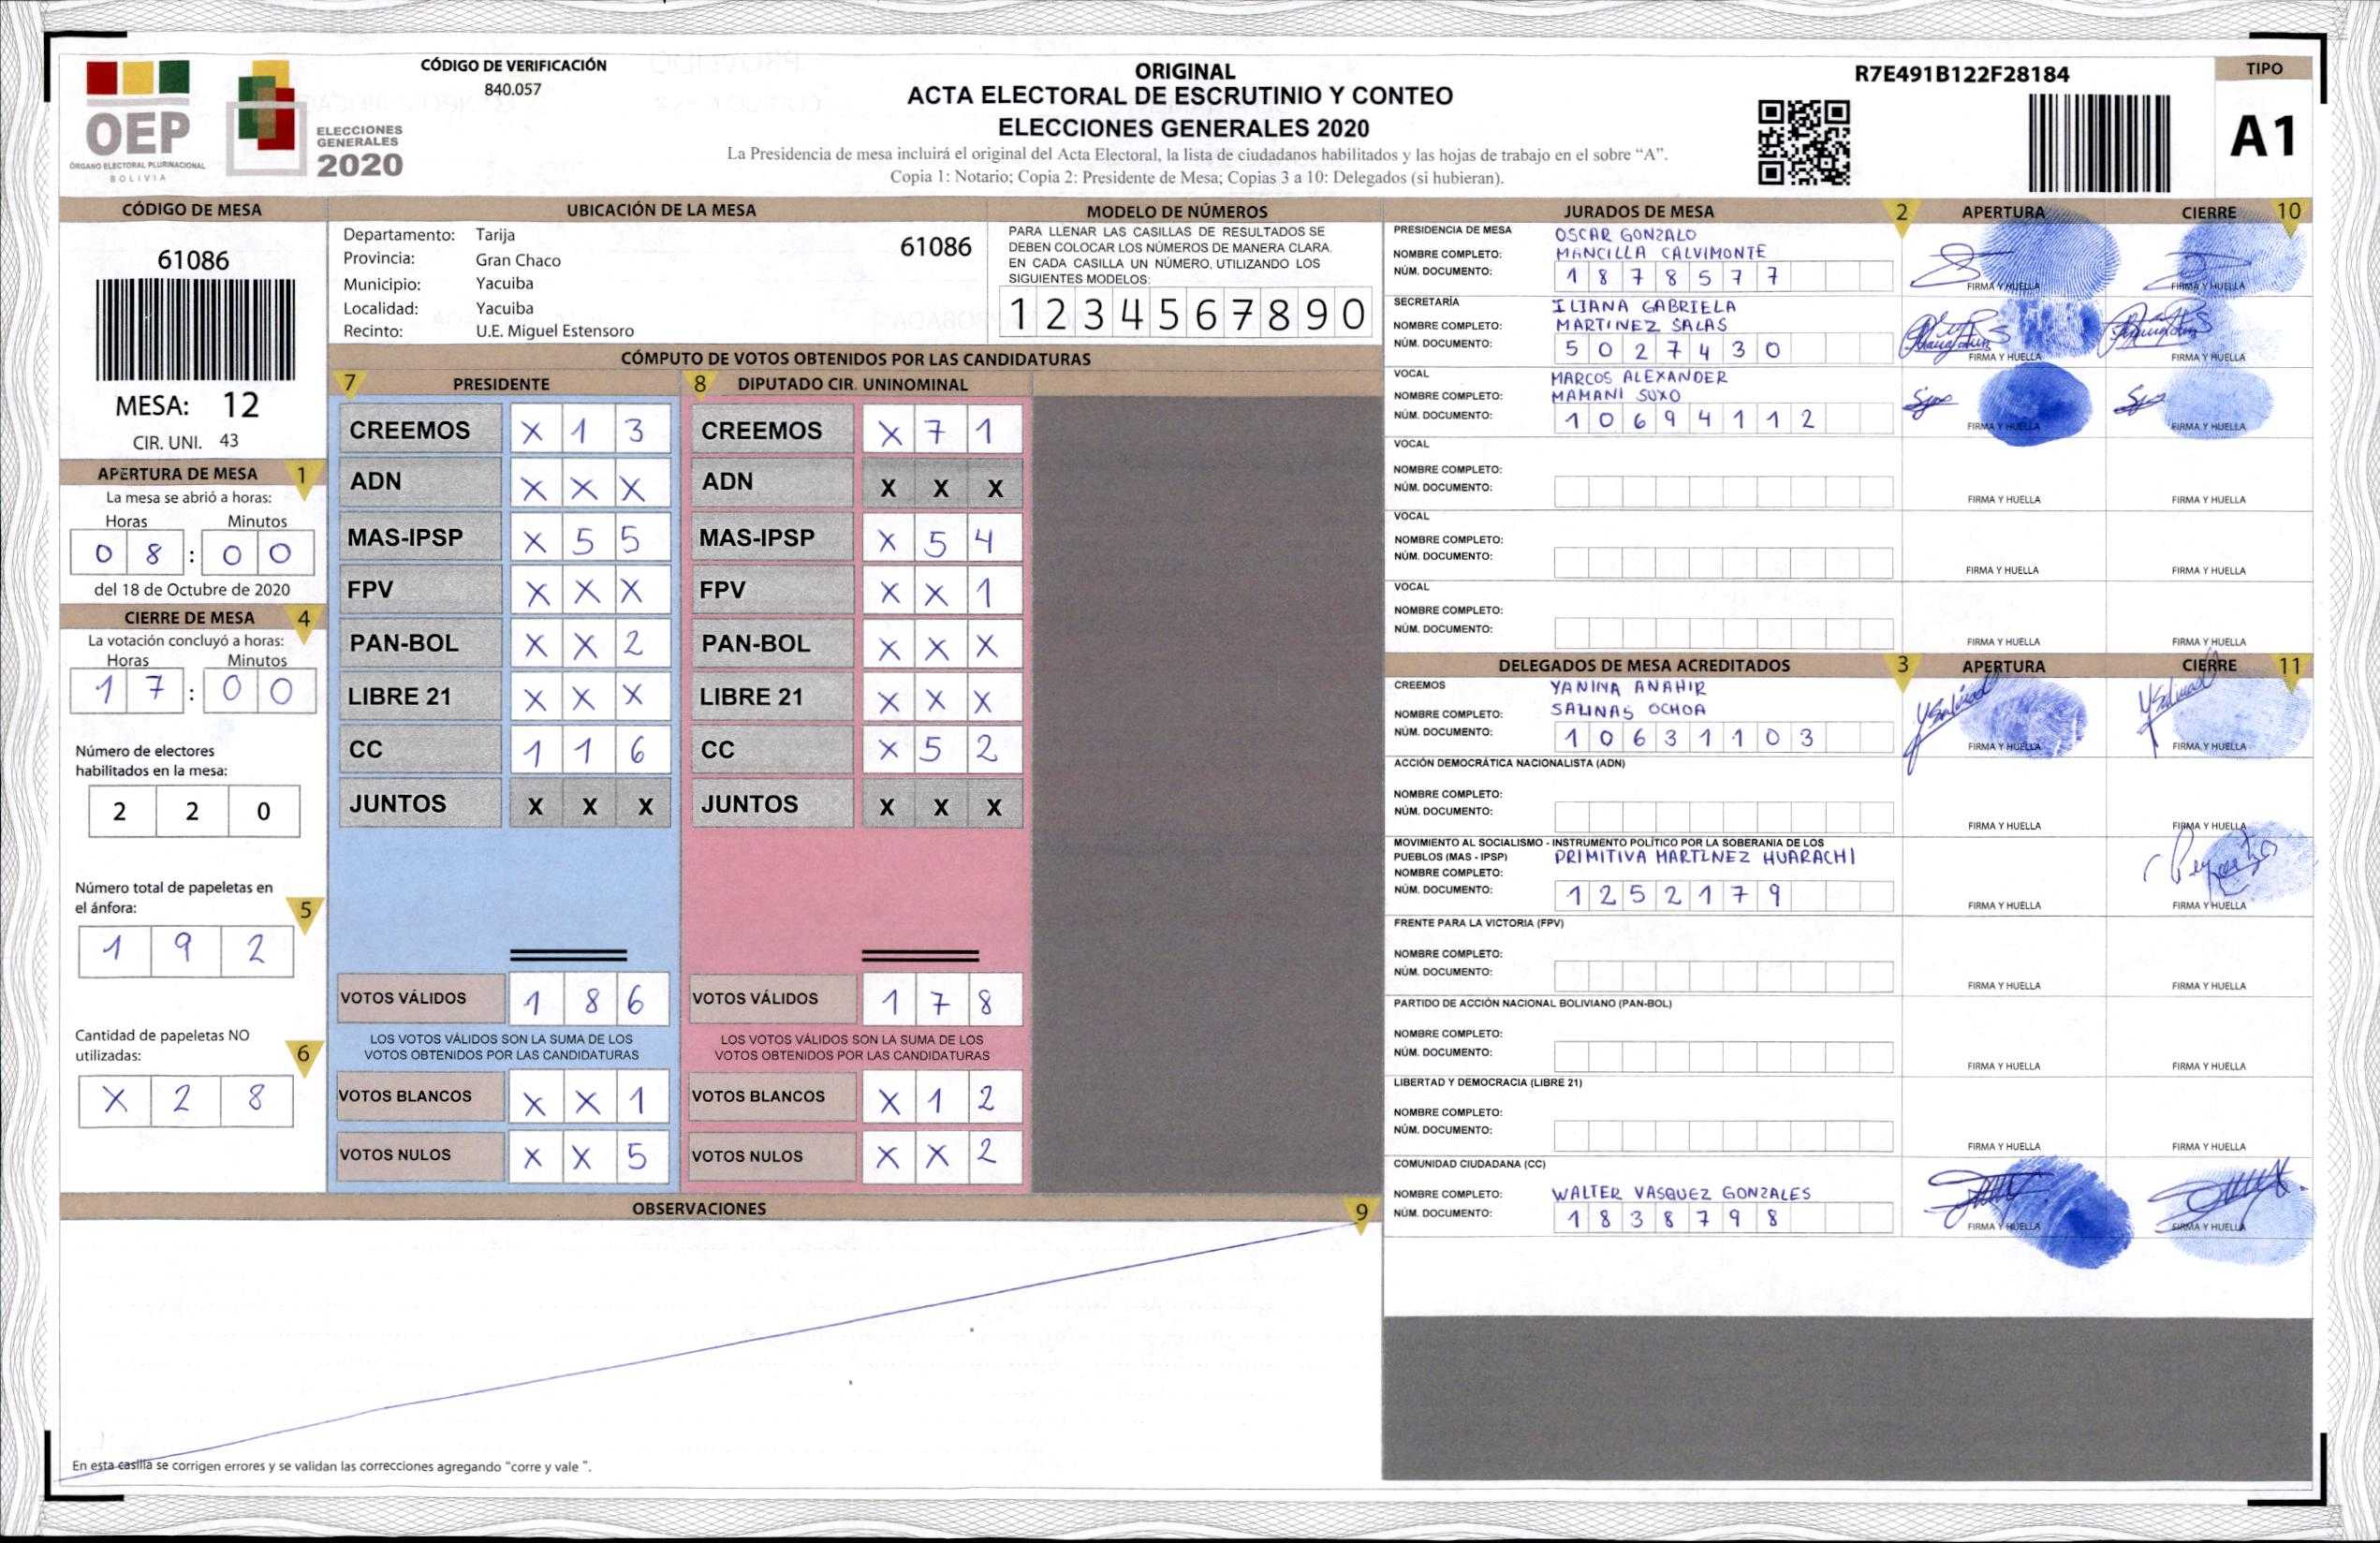 CÓDIGO DE VERIFICACIÓN
840.057
OEP
ÓRGANO ELECTORAL PLURINACIONAL
BOLIVIA
ELECCIONES
GENERALES
2020
ORIGINAL
ACTA ELECTORAL DE ESCRUTINIO Y CONTEO
ELECCIONES GENERALES 2020
La Presidencia de mesa incluirá el original del Acta Electoral, la lista de ciudadanos habilitados y las hojas de trabajo en el sobre “A”.
Copia 1: Notario; Copia 2: Presidente de Mesa; Copias 3 a 10: Delegados (si hubieran).
R7E491B122F28184
TIPO
A1
CÓDIGO DE MESA
61086
MESA: 12
CIR. UNI. 43
APERTURA DE MESA 1
La mesa se abrió a horas:
Horas Minutos
0 8 : 0 0
del 18 de Octubre de 2020
CIERRE DE MESA 4
La votación concluyó a horas:
Horas Minutos
1 7 : 0 0
Número de electores
habilitados en la mesa:
2 2 0
Número total de papeletas en
el ánfora: 5
1 9 2
Cantidad de papeletas NO
utilizadas: 6
X 2 8
UBICACIÓN DE LA MESA
Departamento: Tarija
Provincia: Gran Chaco
Municipio: Yacuiba
Localidad: Yacuiba
Recinto: U.E. Miguel Estensoro
61086
MODELO DE NÚMEROS
PARA LLENAR LAS CASILLAS DE RESULTADOS SE
DEBEN COLOCAR LOS NÚMEROS DE MANERA CLARA.
EN CADA CASILLA UN NÚMERO, UTILIZANDO LOS
SIGUIENTES MODELOS:
1 2 3 4 5 6 7 8 9 0
CÓMPUTO DE VOTOS OBTENIDOS POR LAS CANDIDATURAS
7 PRESIDENTE
CREEMOS X 1 3
ADN X X X
MAS-IPSP X 5 5
FPV X X X
PAN-BOL X X 2
LIBRE 21 X X X
CC 1 1 6
JUNTOS X X X
VOTOS VÁLIDOS 1 8 6
LOS VOTOS VÁLIDOS SON LA SUMA DE LOS
VOTOS OBTENIDOS POR LAS CANDIDATURAS
VOTOS BLANCOS X X 1
VOTOS NULOS X X 5
8 DIPUTADO CIR. UNINOMINAL
CREEMOS X 7 1
ADN X X X
MAS-IPSP X 5 4
FPV X X 1
PAN-BOL X X X
LIBRE 21 X X X
CC X 5 2
JUNTOS X X X
VOTOS VÁLIDOS 1 7 8
LOS VOTOS VÁLIDOS SON LA SUMA DE LOS
VOTOS OBTENIDOS POR LAS CANDIDATURAS
VOTOS BLANCOS X 1 2
VOTOS NULOS X X 2
OBSERVACIONES 9
En esta casilla se corrigen errores y se validan las correcciones agregando “corre y vale ”.
JURADOS DE MESA 2 APERTURA CIERRE 10
PRESIDENCIA DE MESA OSCAR GONZALO
NOMBRE COMPLETO: MANCILLA CALVIMONTE
NÚM. DOCUMENTO: 1 8 7 8 5 7 7
FIRMA Y HUELLA FIRMA Y HUELLA
SECRETARÍA ILIANA GABRIELA
NOMBRE COMPLETO: MARTINEZ SALAS
NÚM. DOCUMENTO: 5 0 2 7 4 3 0
FIRMA Y HUELLA FIRMA Y HUELLA
VOCAL MARCOS ALEXANDER
NOMBRE COMPLETO: MAMANI SUXO
NÚM. DOCUMENTO: 1 0 6 9 4 1 1 2
FIRMA Y HUELLA FIRMA Y HUELLA
VOCAL
NOMBRE COMPLETO:
NÚM. DOCUMENTO:
FIRMA Y HUELLA FIRMA Y HUELLA
VOCAL
NOMBRE COMPLETO:
NÚM. DOCUMENTO:
FIRMA Y HUELLA FIRMA Y HUELLA
VOCAL
NOMBRE COMPLETO:
NÚM. DOCUMENTO:
FIRMA Y HUELLA FIRMA Y HUELLA
DELEGADOS DE MESA ACREDITADOS 3 APERTURA CIERRE 11
CREEMOS YANINA ANAHIR
NOMBRE COMPLETO: SALINAS OCHOA
NÚM. DOCUMENTO: 1 0 6 3 1 1 0 3
FIRMA Y HUELLA FIRMA Y HUELLA
ACCIÓN DEMOCRÁTICA NACIONALISTA (ADN)
NOMBRE COMPLETO:
NÚM. DOCUMENTO:
FIRMA Y HUELLA FIRMA Y HUELLA
MOVIMIENTO AL SOCIALISMO - INSTRUMENTO POLÍTICO POR LA SOBERANIA DE LOS
PUEBLOS (MAS - IPSP) PRIMITIVA MARTINEZ HUARACHI
NOMBRE COMPLETO:
NÚM. DOCUMENTO: 1 2 5 2 1 7 9
FIRMA Y HUELLA FIRMA Y HUELLA
FRENTE PARA LA VICTORIA (FPV)
NOMBRE COMPLETO:
NÚM. DOCUMENTO:
FIRMA Y HUELLA FIRMA Y HUELLA
PARTIDO DE ACCIÓN NACIONAL BOLIVIANO (PAN-BOL)
NOMBRE COMPLETO:
NÚM. DOCUMENTO:
FIRMA Y HUELLA FIRMA Y HUELLA
LIBERTAD Y DEMOCRACIA (LIBRE 21)
NOMBRE COMPLETO:
NÚM. DOCUMENTO:
FIRMA Y HUELLA FIRMA Y HUELLA
COMUNIDAD CIUDADANA (CC)
NOMBRE COMPLETO: WALTER VASQUEZ GONZALES
NÚM. DOCUMENTO: 1 8 3 8 7 9 8
FIRMA Y HUELLA FIRMA Y HUELLA